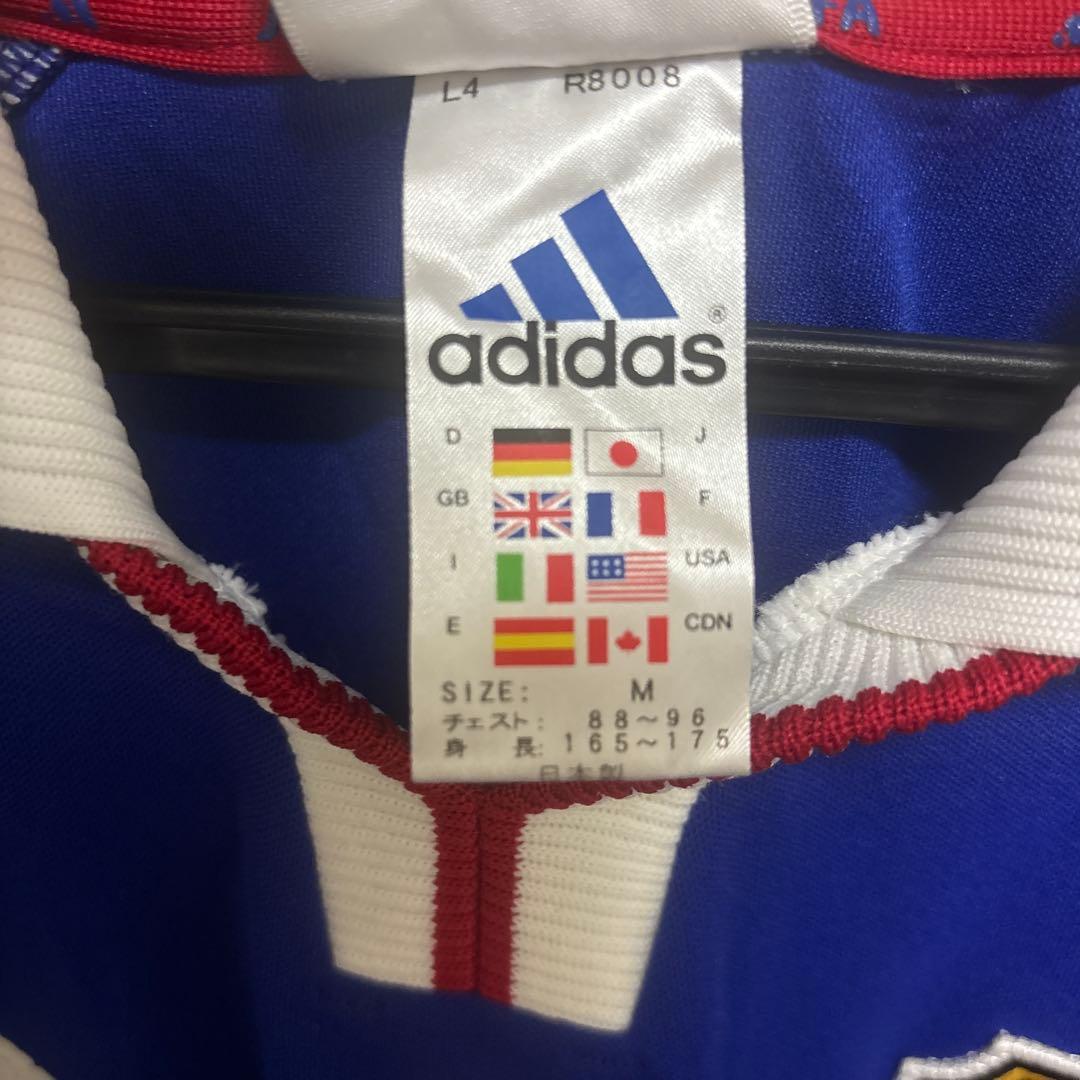 FA
L4 R8008
adidas®
D J
GB F
I USA
E CDN
SIZE: M
チェスト: 88～96
身 長: 165～175
日本製